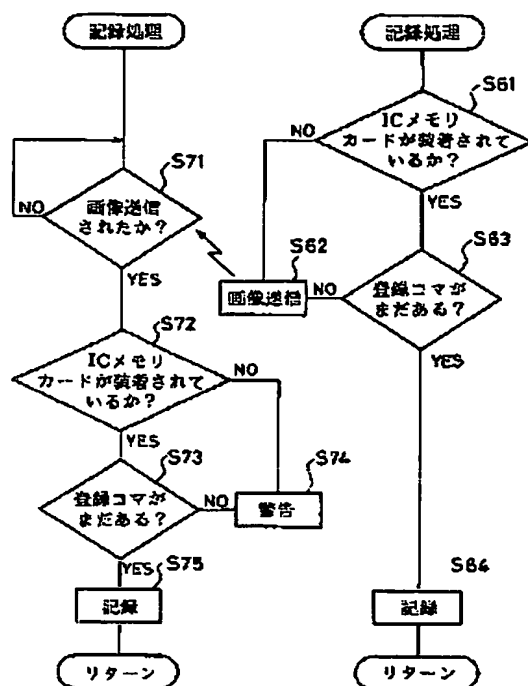 記録処理
S71
画像送信
されたか？
NO
YES
S72
ICメモリ
カードが装着されて
いるか？
NO
YES
S73
登録コマが
まだある？
NO
S74
警告
YES
S75
記録
リターン
記録処理
S61
ICメモリ
カードが装着されて
いるか？
NO
YES
S62
画像送信
S63
登録コマが
まだある？
NO
YES
S64
記録
リターン